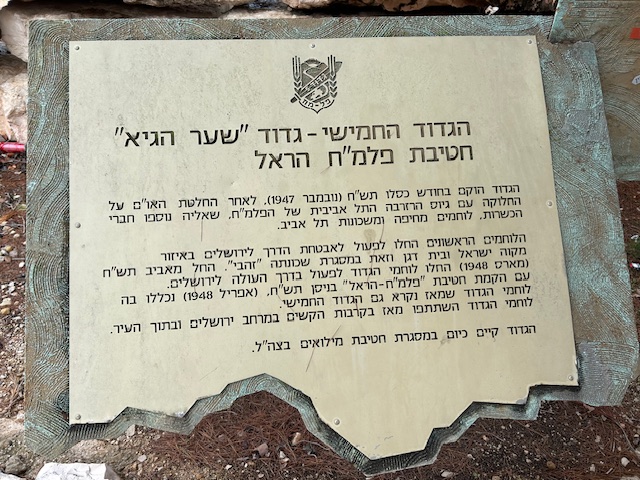 פל-מח
הגדוד החמישי - גדוד "שער הגיא"
חטיבת פלמ"ח הראל
הגדוד הוקם בחודש כסלו תש"ח (נובמבר 1947), לאחר החלטת האו"ם על
החלוקה עם גיוס הרזרבה התל אביבית של הפלמ"ח, שאליה נוספו חברי
הכשרות, לוחמים מחיפה ומשכונות תל אביב.
הלוחמים הראשונים החלו לפעול לאבטחת הדרך לירושלים באיזור
מקוה ישראל ובית דגן וזאת במסגרת שכונתה "זהבי". החל מאביב תש"ח
(מארס 1948) החלו לוחמי הגדוד לפעול בדרך העולה לירושלים.
עם הקמת חטיבת "פלמ"ח-הראל" בניסן תש"ח, (אפריל 1948) נכללו בה
לוחמי הגדוד שמאז נקרא גם הגדוד החמישי.
לוחמי הגדוד השתתפו מאז בקרבות הקשים במרחב ירושלים ובתוך העיר.
הגדוד קיים כיום במסגרת חטיבת מילואים בצה"ל.